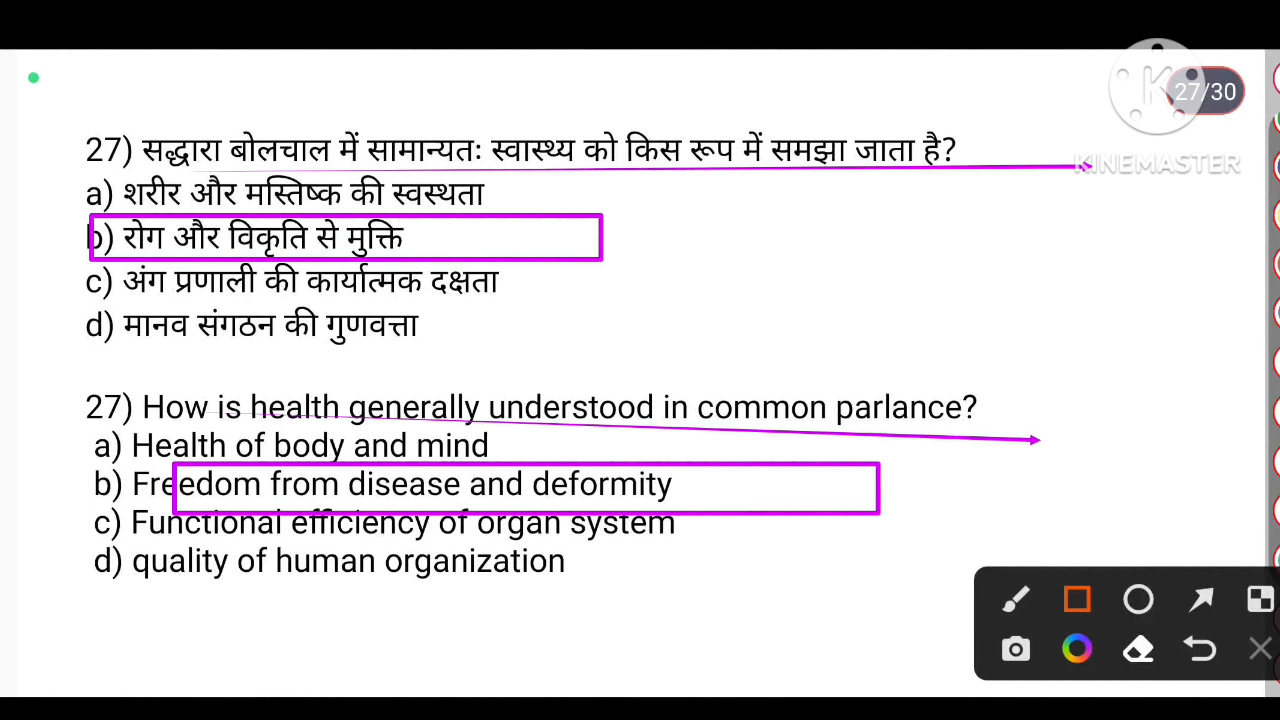 27/30
KINEMASTER
27) सद्धारा बोलचाल में सामान्यतः स्वास्थ्य को किस रूप में समझा जाता है?
a) शरीर और मस्तिष्क की स्वस्थता
b) रोग और विकृति से मुक्ति
c) अंग प्रणाली की कार्यात्मक दक्षता
d) मानव संगठन की गुणवत्ता
27) How is health generally understood in common parlance?
a) Health of body and mind
b) Freedom from disease and deformity
c) Functional efficiency of organ system
d) quality of human organization